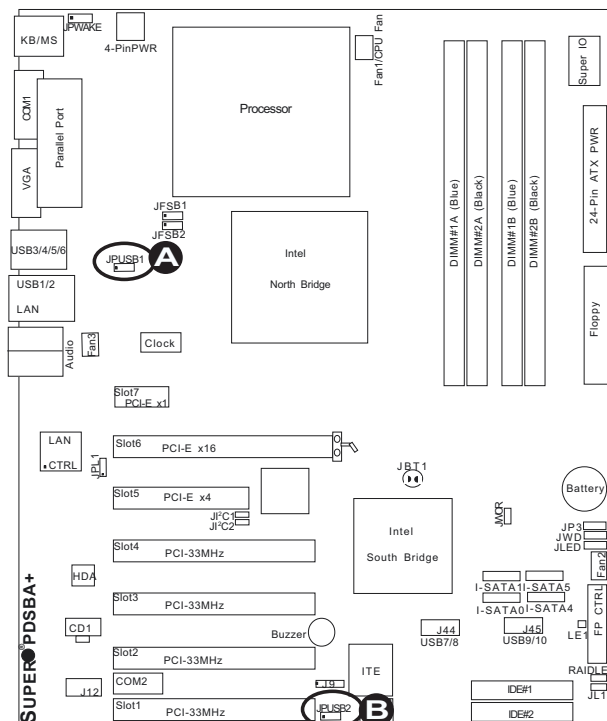 KB/MS
JPWAKE
4-PinPWR
Fan1/CPU Fan
Super IO
COM1
Parallel Port
VGA
Processor
24-Pin ATX PWR
DIMM#1A (Blue)
DIMM#2A (Black)
DIMM#1B (Blue)
DIMM#2B (Black)
JFSB1
JFSB2
USB3/4/5/6
JPUSB1
A
Intel
North Bridge
USB1/2
LAN
Floppy
Audio
Fan3
Clock
Slot7
PCI-E x1
LAN
CTRL
JPL1
Slot6
PCI-E x16
JBT1
Slot5
PCI-E x4
Battery
JI²C1
JI²C2
JWOR
JP3
JWD
JLED
Intel
South Bridge
Slot4
PCI-33MHz
Fan2
HDA
I-SATA1
I-SATA5
I-SATA0
I-SATA4
FP CTRL
Slot3
PCI-33MHz
CD1
Buzzer
J44
USB7/8
J45
USB9/10
LE1
SUPER®PDSBA+
Slot2
PCI-33MHz
ITE
RAIDLE
JL1
J12
COM2
J9
IDE#1
Slot1
PCI-33MHz
JPUSB2
B
IDE#2